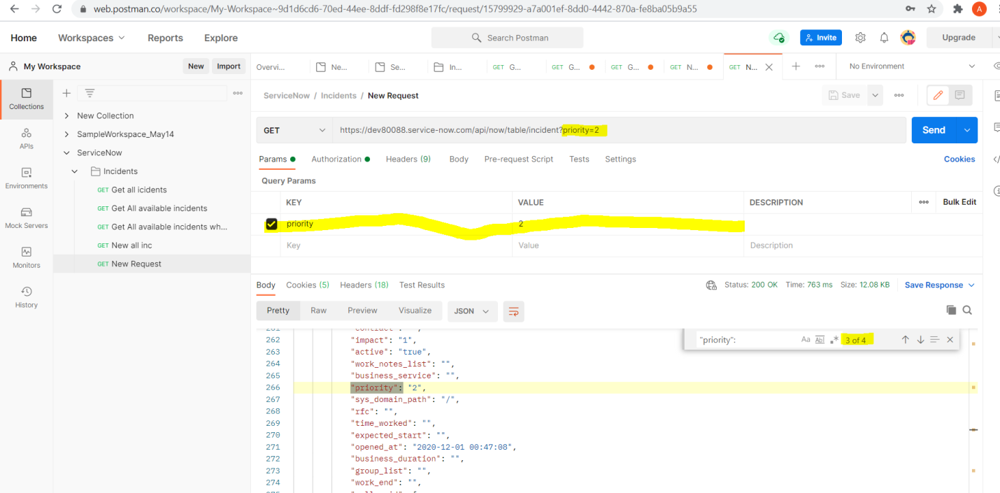 web.postman.co/workspace/My-Workspace~9d1d6cd6-70ed-44ee-8ddf-fd298f8e17fc/request/15799929-a7a001ef-8dd0-4442-870a-fe8ba05b9a55
A
Home Workspaces Reports Explore Search Postman Invite Upgrade
My Workspace New Import Overvi... Ne... Se... In... GET G... GET G... GET G... GET N... GET N... No Environment
Collections
APIs
Environments
Mock Servers
Monitors
History
New Collection
SampleWorkspace_May14
ServiceNow
Incidents
GET Get all icidents
GET Get All available incidents
GET Get All available incidents wh...
GET New all inc
GET New Request
ServiceNow / Incidents / New Request Save
GET https://dev80088.service-now.com/api/now/table/incident?priority=2 Send
Params Authorization Headers (9) Body Pre-request Script Tests Settings Cookies
Query Params
KEY VALUE DESCRIPTION Bulk Edit
priority 2
Key Value Description
Body Cookies (5) Headers (18) Test Results Status: 200 OK Time: 763 ms Size: 12.08 KB Save Response
Pretty Raw Preview Visualize JSON
"priority": Aa Abl .* 3 of 4
261 "contract": "",
262 "impact": "1",
263 "active": "true",
264 "work_notes_list": "",
265 "business_service": "",
266 "priority": "2",
267 "sys_domain_path": "/",
268 "rfc": "",
269 "time_worked": "",
270 "expected_start": "",
271 "opened_at": "2020-12-01 00:47:08",
272 "business_duration": "",
273 "group_list": "",
274 "work_end": "",